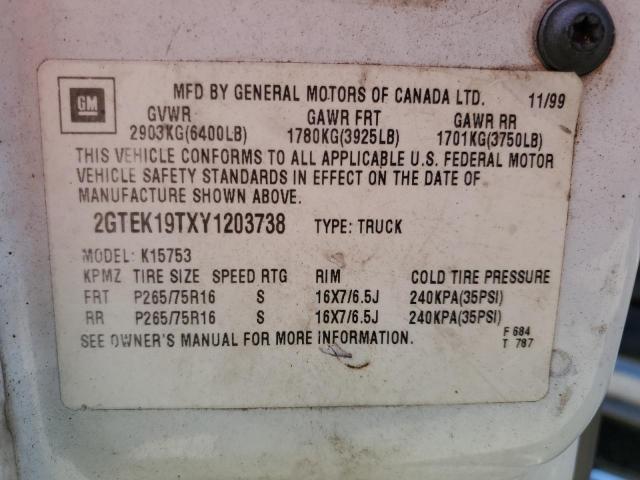 GM
MFD BY GENERAL MOTORS OF CANADA LTD. 11/99
GVWR GAWR FRT GAWR RR
2903KG(6400LB) 1780KG(3925LB) 1701KG(3750LB)
THIS VEHICLE CONFORMS TO ALL APPLICABLE U.S. FEDERAL MOTOR
VEHICLE SAFETY STANDARDS IN EFFECT ON THE DATE OF
MANUFACTURE SHOWN ABOVE.
2GTEK19TXY1203738 TYPE: TRUCK
MODEL: K15753
KPMZ TIRE SIZE SPEED RTG RIM COLD TIRE PRESSURE
FRT P265/75R16 S 16X7/6.5J 240KPA(35PSI)
RR P265/75R16 S 16X7/6.5J 240KPA(35PSI)
SEE OWNER'S MANUAL FOR MORE INFORMATION. F 684
T 787